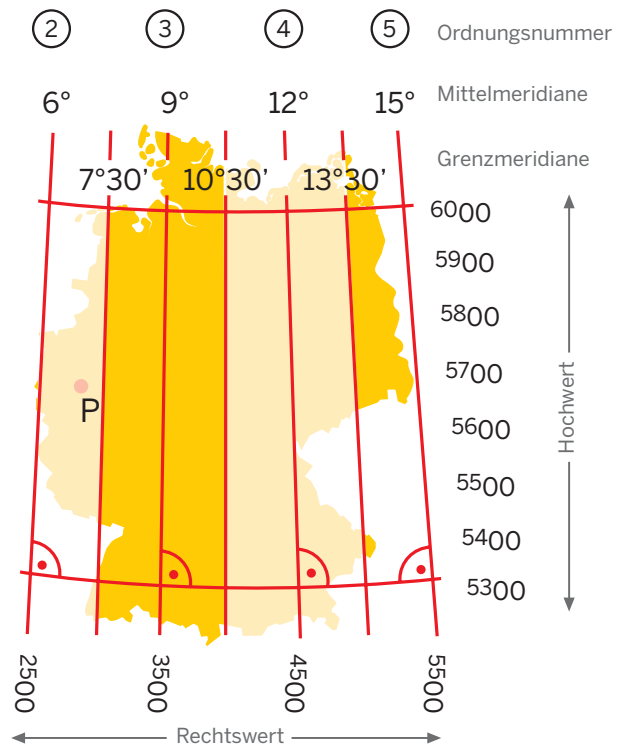 2 3 4 5 Ordnungsnummer
6° 9° 12° 15° Mittelmeridiane
Grenzmeridiane
7°30' 10°30' 13°30'
6000
5900
5800
5700
P
5600
5500
5400
5300
Hochwert
2500 3500 4500 5500
Rechtswert